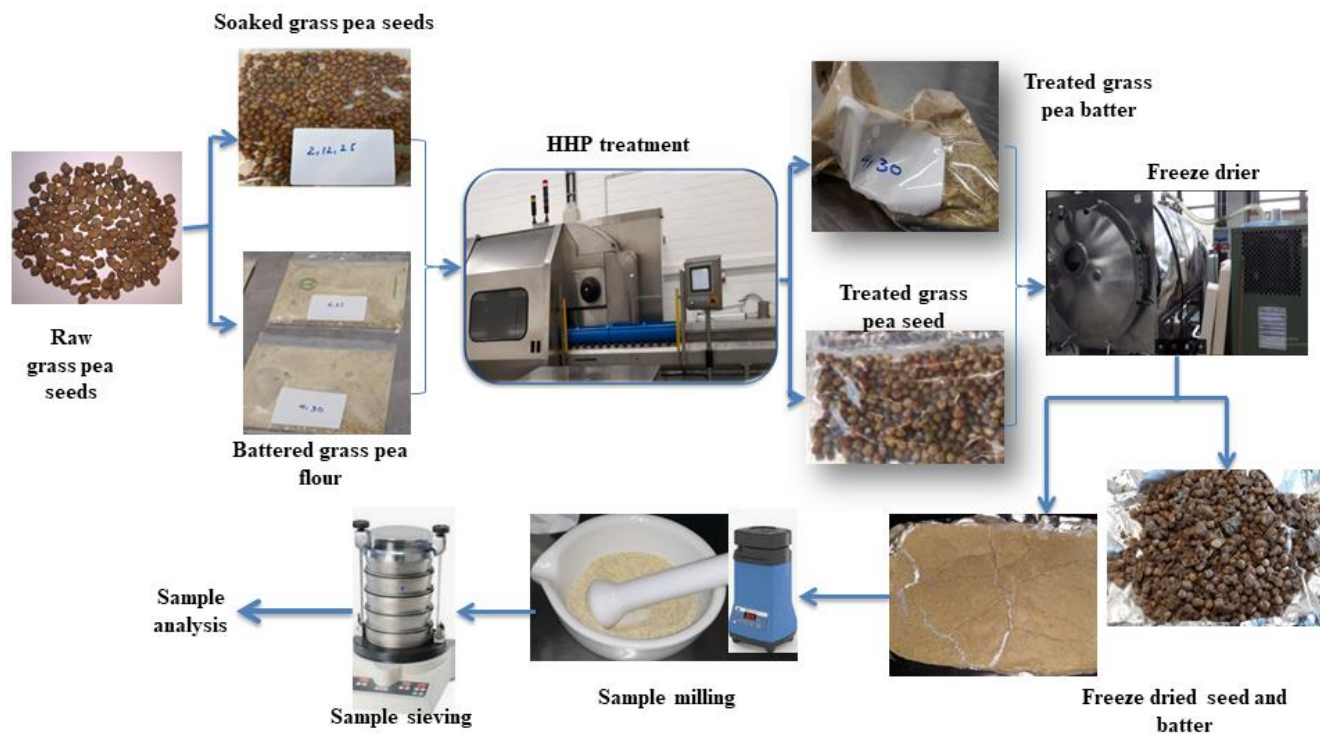 Soaked grass pea seeds
2,12,25
Raw
grass pea
seeds
4,30
Battered grass pea
flour
HHP treatment
4,30
Treated grass
pea batter
Treated grass
pea seed
Freeze drier
Freeze dried seed and
batter
Sample milling
Sample sieving
Sample
analysis